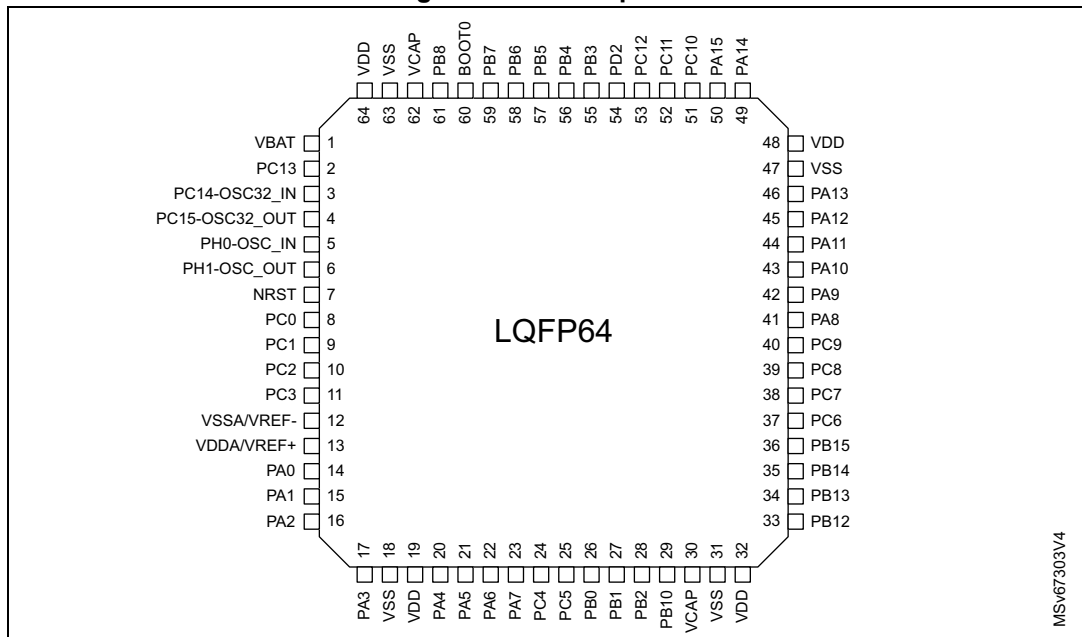 VDD
VSS
VCAP
PB8
BOOT0
PB7
PB6
PB5
PB4
PB3
PD2
PC12
PC11
PC10
PA15
PA14
64
63
62
61
60
59
58
57
56
55
54
53
52
51
50
49
VBAT 1
PC13 2
PC14-OSC32_IN 3
PC15-OSC32_OUT 4
PH0-OSC_IN 5
PH1-OSC_OUT 6
NRST 7
PC0 8
PC1 9
PC2 10
PC3 11
VSSA/VREF- 12
VDDA/VREF+ 13
PA0 14
PA1 15
PA2 16
LQFP64
48 VDD
47 VSS
46 PA13
45 PA12
44 PA11
43 PA10
42 PA9
41 PA8
40 PC9
39 PC8
38 PC7
37 PC6
36 PB15
35 PB14
34 PB13
33 PB12
17
18
19
20
21
22
23
24
25
26
27
28
29
30
31
32
PA3
VSS
VDD
PA4
PA5
PA6
PA7
PC4
PC5
PB0
PB1
PB2
PB10
VCAP
VSS
VDD
MSv67303V4